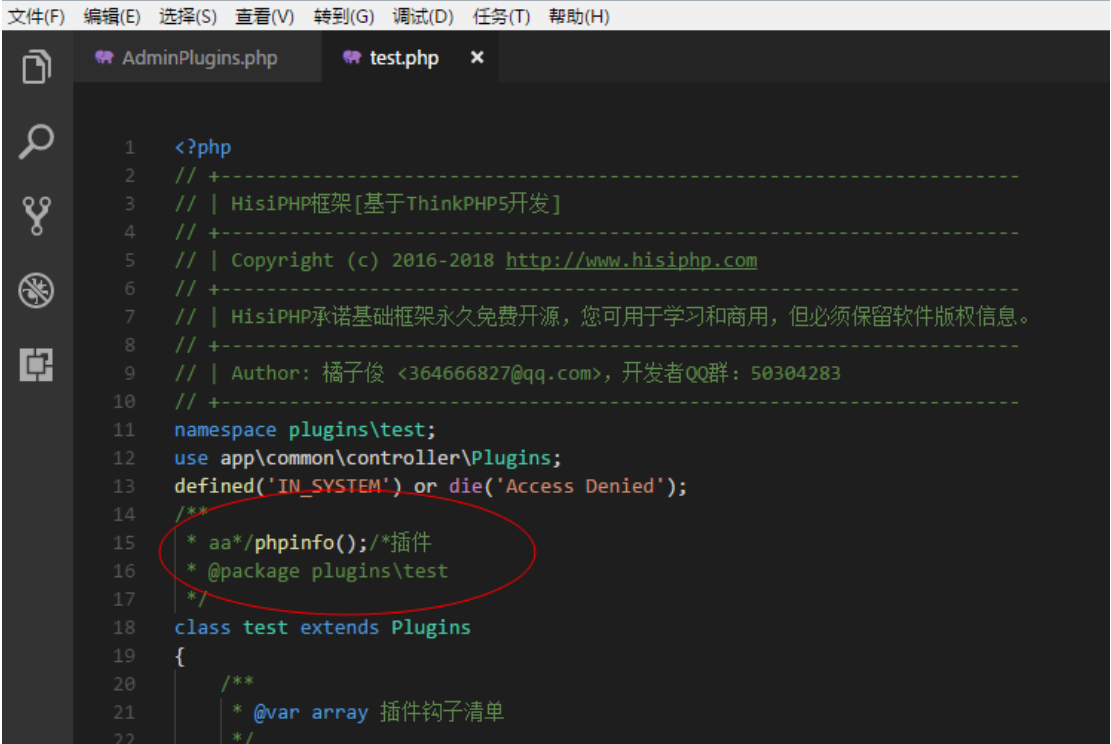 文件(F) 编辑(E) 选择(S) 查看(V) 转到(G) 调试(D) 任务(T) 帮助(H)
AdminPlugins.php test.php ×
1 <?php
2 // +----------------------------------------------------------------------
3 // | HisiPHP框架[基于ThinkPHP5开发]
4 // +----------------------------------------------------------------------
5 // | Copyright (c) 2016-2018 http://www.hisiphp.com
6 // +----------------------------------------------------------------------
7 // | HisiPHP承诺基础框架永久免费开源，您可用于学习和商用，但必须保留软件版权信息。
8 // +----------------------------------------------------------------------
9 // | Author: 橘子俊 <364666827@qq.com>，开发者QQ群：50304283
10 // +----------------------------------------------------------------------
11 namespace plugins\test;
12 use app\common\controller\Plugins;
13 defined('IN_SYSTEM') or die('Access Denied');
14 /**
15 * aa*/phpinfo();/*插件
16 * @package plugins\test
17 */
18 class test extends Plugins
19 {
20 /**
21 * @var array 插件钩子清单
22 */